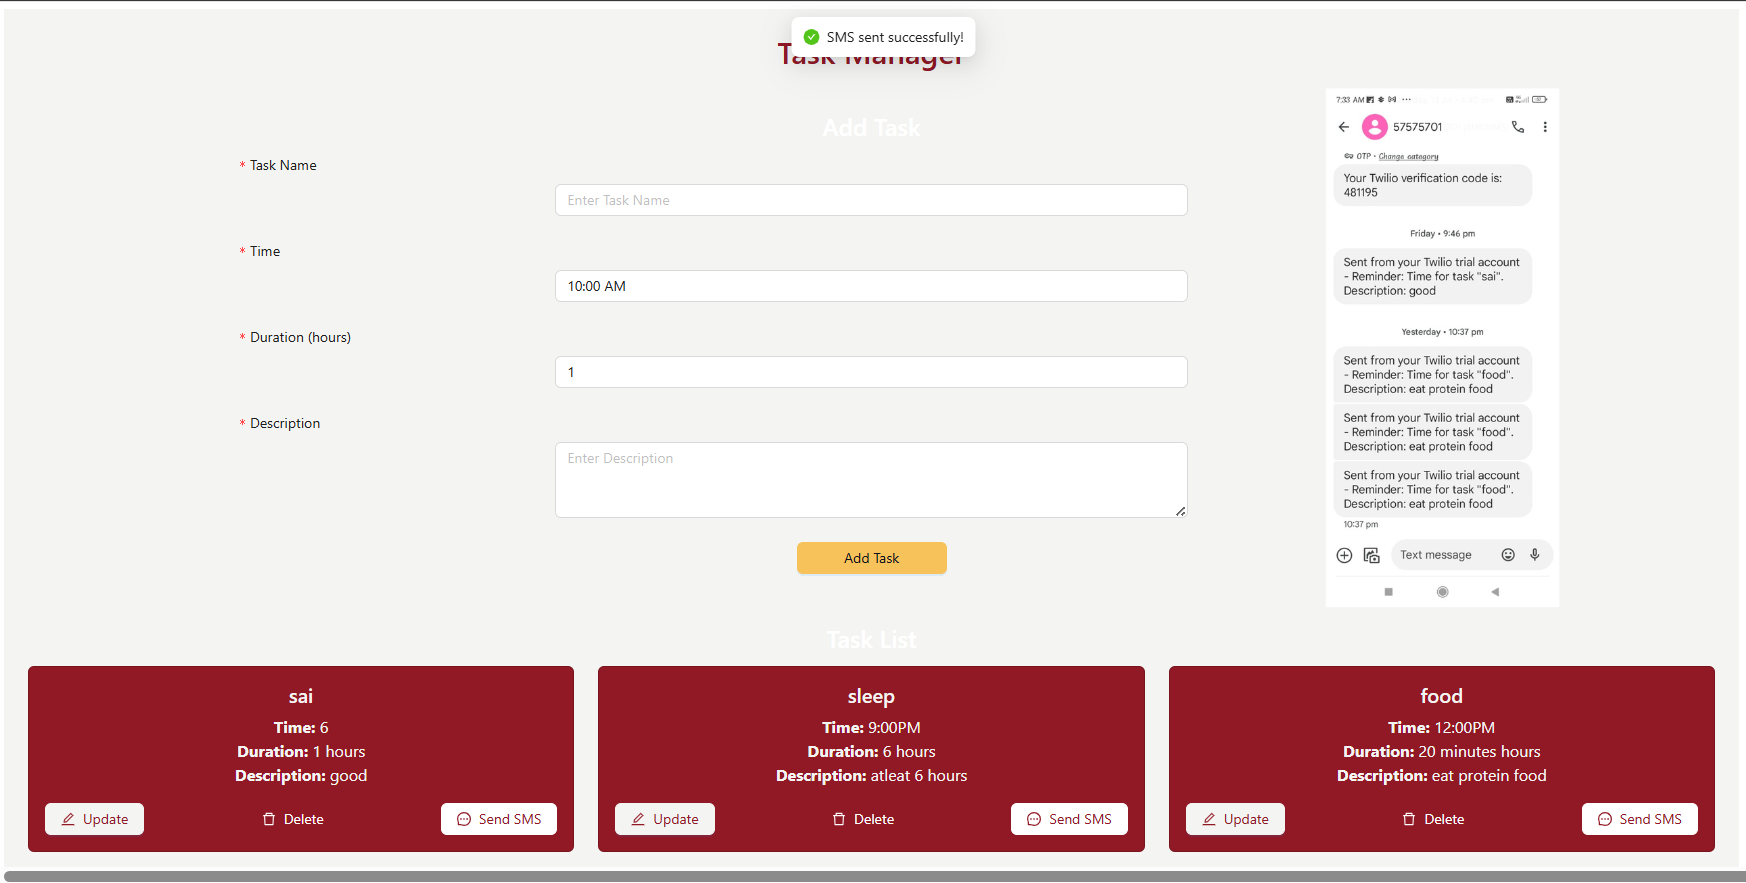 SMS sent successfully!
Task Manager
Add Task
* Task Name
Enter Task Name
* Time
10:00 AM
* Duration (hours)
1
* Description
Enter Description
Add Task
7:33 AM
57575701
OTP • Change category
Your Twilio verification code is:
481195
Friday • 9:46 pm
Sent from your Twilio trial account
- Reminder: Time for task "sai".
Description: good
Yesterday • 10:37 pm
Sent from your Twilio trial account
- Reminder: Time for task "food".
Description: eat protein food
Sent from your Twilio trial account
- Reminder: Time for task "food".
Description: eat protein food
Sent from your Twilio trial account
- Reminder: Time for task "food".
Description: eat protein food
10:37 pm
Text message
Task List
sai
Time: 6
Duration: 1 hours
Description: good
Update
Delete
Send SMS
sleep
Time: 9:00PM
Duration: 6 hours
Description: atleat 6 hours
Update
Delete
Send SMS
food
Time: 12:00PM
Duration: 20 minutes hours
Description: eat protein food
Update
Delete
Send SMS